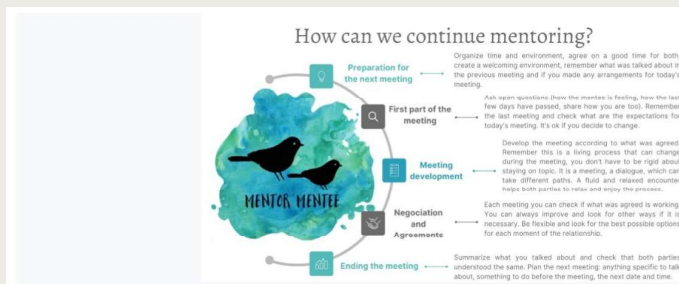 How can we continue mentoring?
Preparation for
the next meeting
Organize time and environment, agree on a good time for both,
create a welcoming environment, remember what was talked about in
the previous meeting and if you made any arrangements for today's
meeting.
First part of the
meeting
Ask open questions (how the mentee is feeling, how the last
few days have passed, share how you are too). Remember
the last meeting and check what are the expectations for
today's meeting. It's ok if you decide to change.
Meeting
development
Develop the meeting according to what was agreed.
Remember this is a living process that can change
during the meeting, you don't have to be rigid about
staying on topic. It is a meeting, a dialogue, which can
take different paths. A fluid and relaxed encounter
helps both parties to relax and enjoy the process.
MENTOR MENTEE
Negociation
and
Agreements
Each meeting you can check if what was agreed is working.
You can always improve and look for other ways if it is
necessary. Be flexible and look for the best possible options
for each moment of the relationship.
Ending the meeting
Summarize what you talked about and check that both parties
understood the same. Plan the next meeting: anything specific to talk
about, something to do before the meeting, the next date and time.